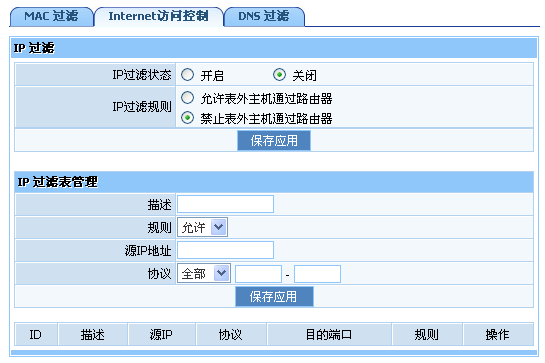 MAC 过滤 Internet访问控制 DNS 过滤
IP 过滤
IP过滤状态 开启 关闭
IP过滤规则 允许表外主机通过路由器
禁止表外主机通过路由器
保存应用
IP 过滤表管理
描述
规则 允许
源IP地址
协议 全部 -
保存应用
ID 描述 源IP 协议 目的端口 规则 操作